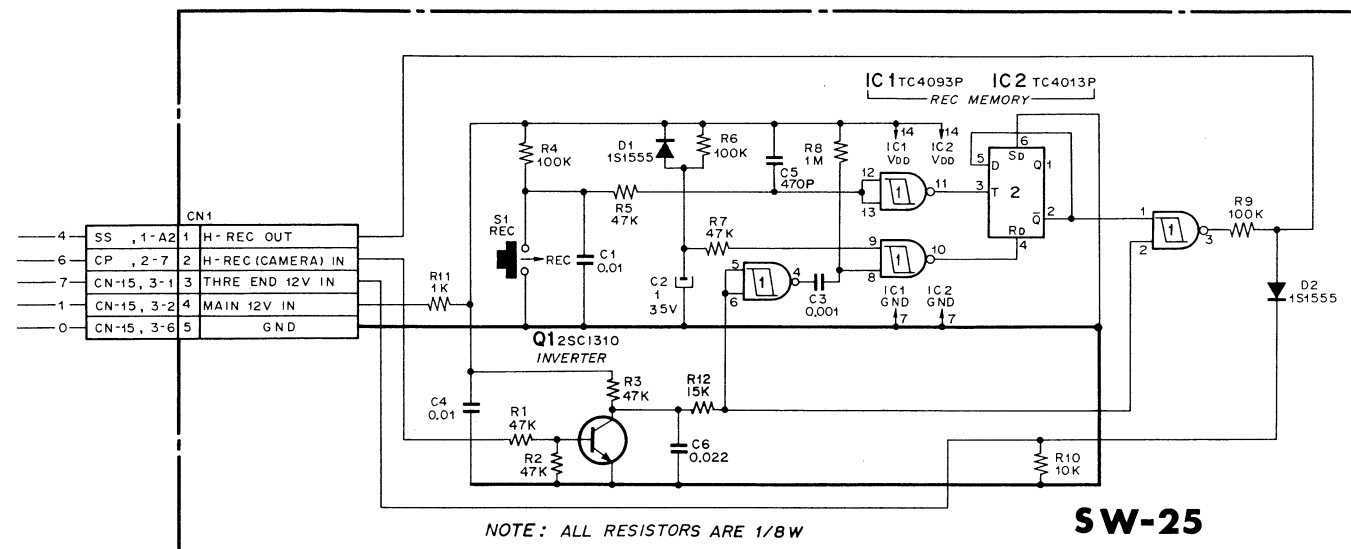 IC1 TC4093P IC2 TC4013P
REC MEMORY
R4
100K
D1
1S1555
R6
100K
C5
470P
R8
1M
14
IC1
VDD
14
IC2
VDD
12
13
1
11
5
D
6
SD
Q
1
3
T
2
Q̅
2
RD
4
1
2
1
3
R9
100K
R5
47K
S1
REC
REC
C1
0.01
R7
47K
C2
1
35V
5
6
1
4
C3
0.001
9
8
1
10
IC1
GND
7
IC2
GND
7
D2
1S1555
CN1
4 SS ,1-A2 1 H-REC OUT
6 CP ,2-7 2 H-REC(CAMERA) IN
7 CN-15, 3-1 3 THRE END 12V IN
1 CN-15, 3-2 4 MAIN 12V IN
0 CN-15, 3-6 5 GND
R11
1K
Q1 2SC1310
INVERTER
C4
0.01
R1
47K
R2
47K
R3
47K
R12
15K
C6
0.022
R10
10K
NOTE: ALL RESISTORS ARE 1/8W
SW-25